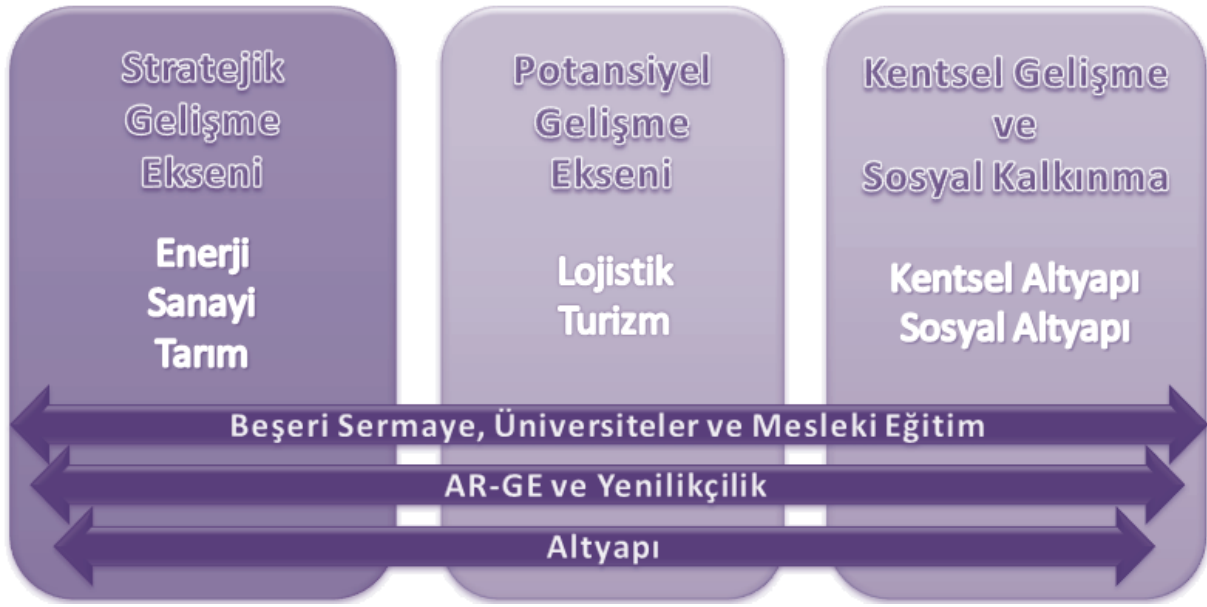 Stratejik
Gelişme
Ekseni
Enerji
Sanayi
Tarım
Potansiyel
Gelişme
Ekseni
Lojistik
Turizm
Kentsel Gelişme
ve
Sosyal Kalkınma
Kentsel Altyapı
Sosyal Altyapı
Beşeri Sermaye, Üniversiteler ve Mesleki Eğitim
AR-GE ve Yenilikçilik
Altyapı